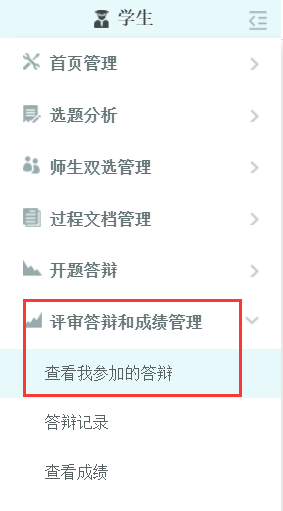 学生
首页管理
选题分析
师生双选管理
过程文档管理
开题答辩
评审答辩和成绩管理
查看我参加的答辩
答辩记录
查看成绩